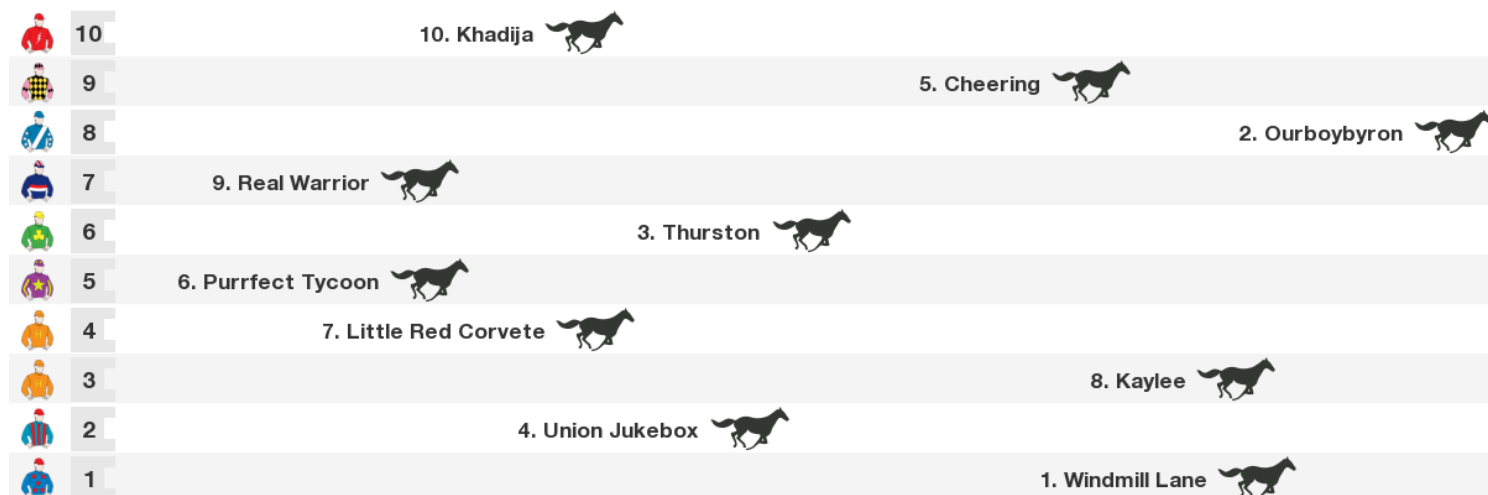 10 10. Khadija
9 5. Cheering
8 2. Ourboybyron
7 9. Real Warrior
6 3. Thurston
5 6. Purrfect Tycoon
4 7. Little Red Corvete
3 8. Kaylee
2 4. Union Jukebox
1 1. Windmill Lane